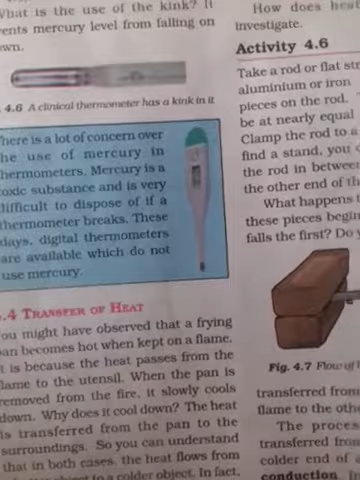 What is the use of the kink? It
ents mercury level from falling on
wn.
4.6 A clinical thermometer has a kink in it
here is a lot of concern over
he use of mercury in
hermometers. Mercury is a
oxic substance and is very
difficult to dispose of if a
thermometer breaks. These
days, digital thermometers
are available which do not
use mercury.
.4 TRANSFER OF HEAT
ou might have observed that a frying
an becomes hot when kept on a flame.
t is because the heat passes from the
lame to the utensil. When the pan is
removed from the fire, it slowly cools
down. Why does it cool down? The heat
is transferred from the pan to the
surroundings. So you can understand
that in both cases, the heat flows from
to a colder object. In fact,
How does heat
investigate.
Activity 4.6
Take a rod or flat str
aluminium or iron
pieces on the rod.
be at nearly equal
Clamp the rod to a
find a stand, you
the rod in between
the other end of th
What happens t
these pieces begin
falls the first? Do y
Fig. 4.7 Flow of
transferred from
flame to the othe
The proces
transferred from
colder end of
conduction.